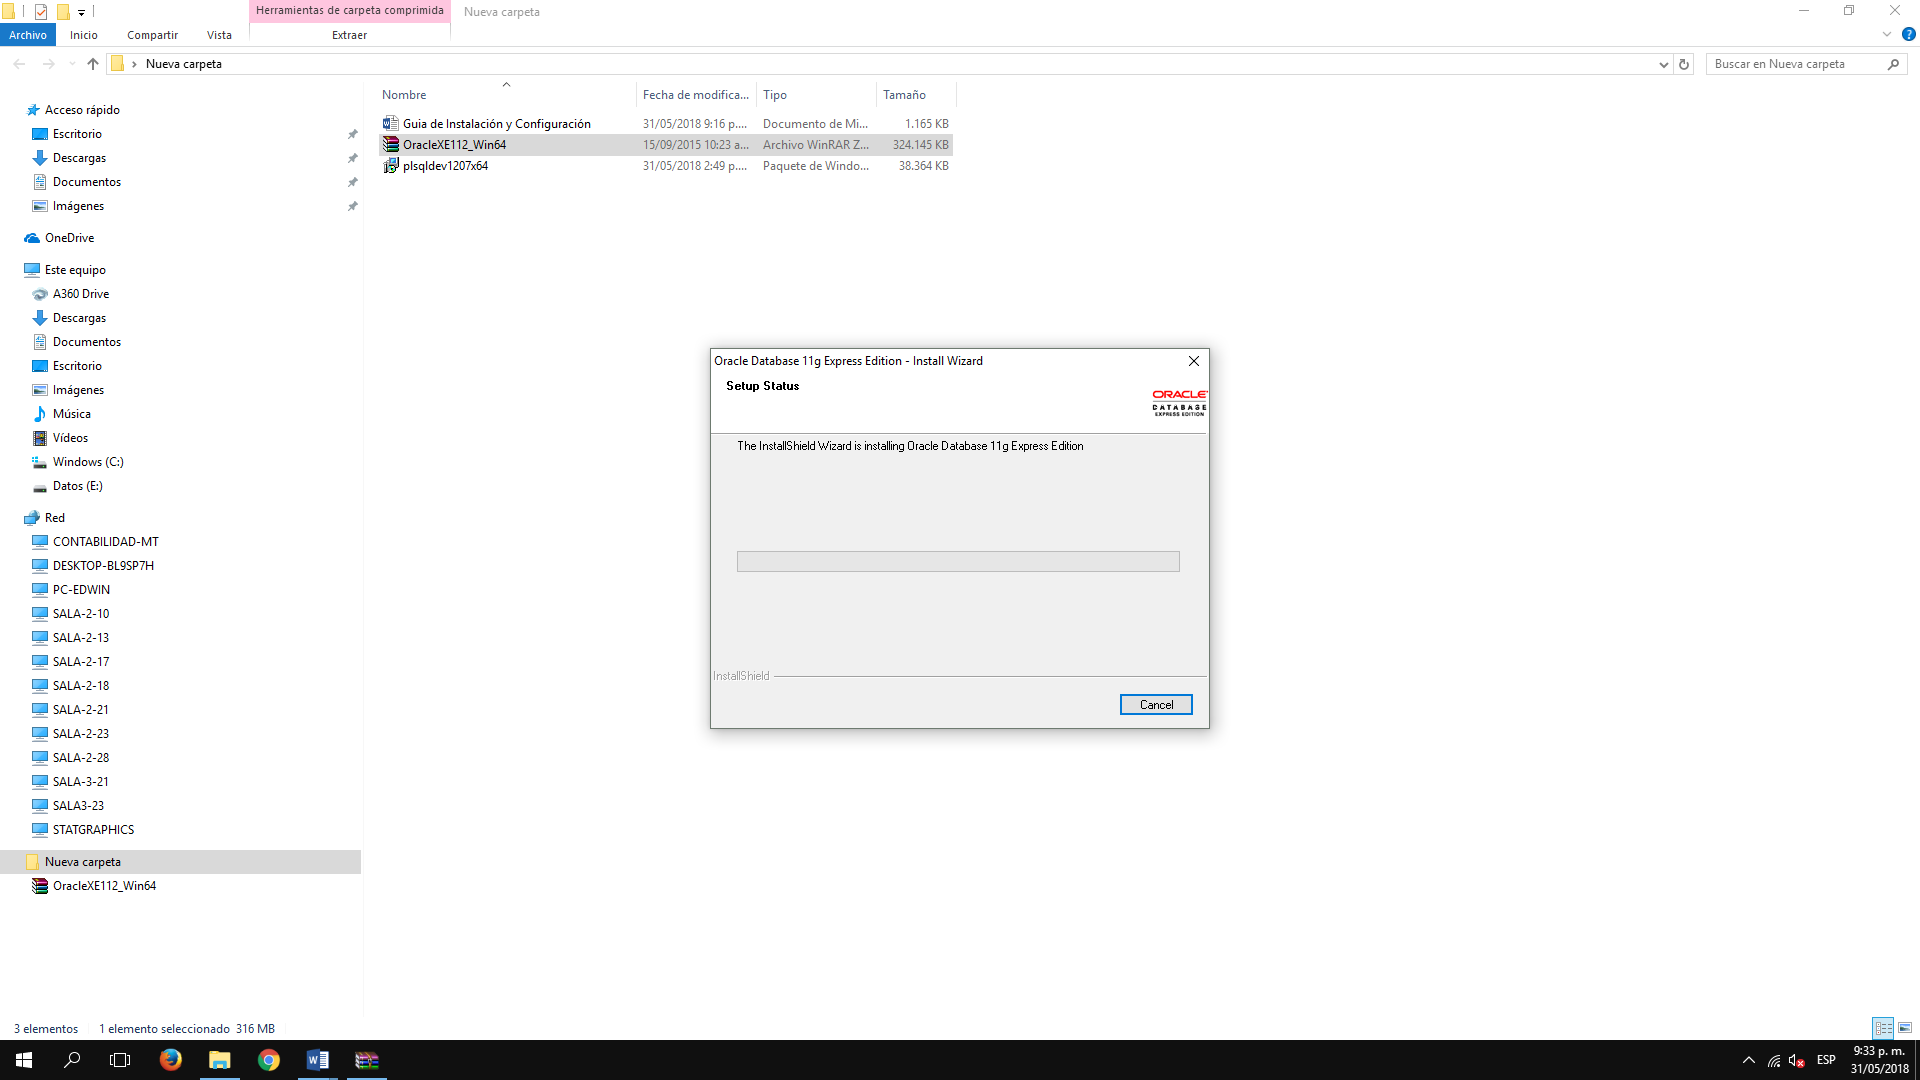 Herramientas de carpeta comprimida
Nueva carpeta
Archivo
Inicio
Compartir
Vista
Extraer
Nueva carpeta
Buscar en Nueva carpeta
Nombre
Fecha de modifica...
Tipo
Tamaño
Guia de Instalación y Configuración
31/05/2018 9:16 p....
Documento de Mi...
1.165 KB
OracleXE112_Win64
15/09/2015 10:23 a...
Archivo WinRAR Z...
324.145 KB
plsqldev1207x64
31/05/2018 2:49 p....
Paquete de Windo...
38.364 KB
Acceso rápido
Escritorio
Descargas
Documentos
Imágenes
OneDrive
Este equipo
A360 Drive
Descargas
Documentos
Escritorio
Imágenes
Música
Vídeos
Windows (C:)
Datos (E:)
Red
CONTABILIDAD-MT
DESKTOP-BL9SP7H
PC-EDWIN
SALA-2-10
SALA-2-13
SALA-2-17
SALA-2-18
SALA-2-21
SALA-2-23
SALA-2-28
SALA-3-21
SALA3-23
STATGRAPHICS
Nueva carpeta
OracleXE112_Win64
Oracle Database 11g Express Edition - Install Wizard
Setup Status
ORACLE
DATABASE
EXPRESS EDITION
The InstallShield Wizard is installing Oracle Database 11g Express Edition
InstallShield
Cancel
3 elementos
1 elemento seleccionado 316 MB
ESP
9:33 p. m.
31/05/2018